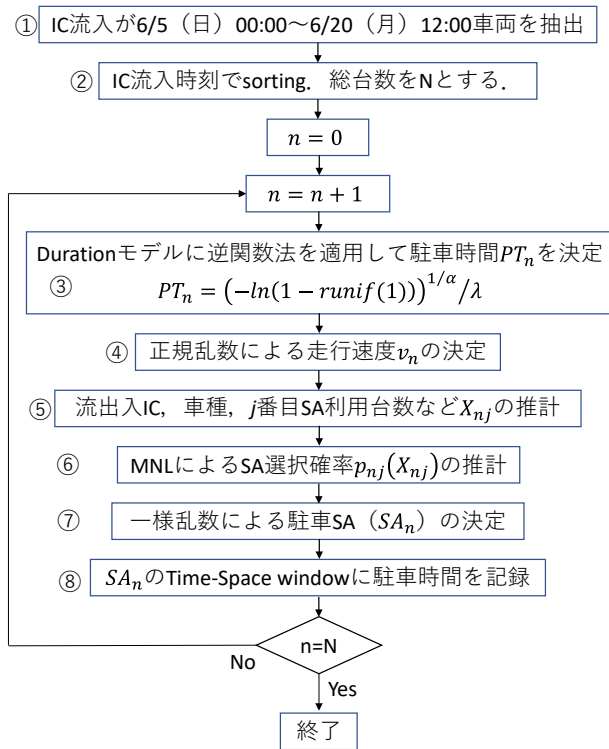 ① IC流入が6/5（日）00:00～6/20（月）12:00車両を抽出
② IC流入時刻でsorting．総台数をNとする．
n = 0
n = n + 1
Durationモデルに逆関数法を適用して駐車時間PTₙを決定
③ PTₙ = (−ln(1 − runif(1)))^{1/α}/λ
④ 正規乱数による走行速度vₙの決定
⑤ 流出入IC，車種，j番目SA利用台数などXₙⱼの推計
⑥ MNLによるSA選択確率pₙⱼ(Xₙⱼ)の推計
⑦ 一様乱数による駐車SA（SAₙ）の決定
⑧ SAₙのTime-Space windowに駐車時間を記録
n=N
No
Yes
終了